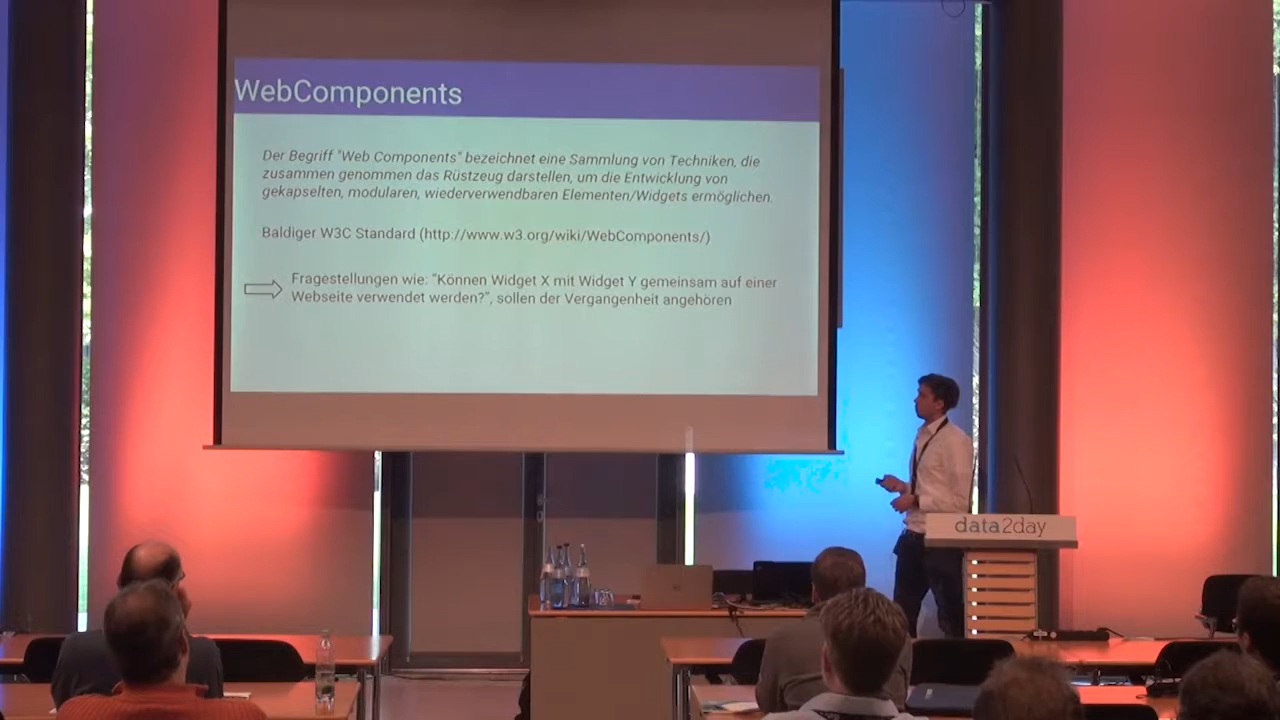 WebComponents
Der Begriff "Web Components" bezeichnet eine Sammlung von Techniken, die
zusammen genommen das Rüstzeug darstellen, um die Entwicklung von
gekapselten, modularen, wiederverwendbaren Elementen/Widgets ermöglichen.
Baldiger W3C Standard (http://www.w3.org/wiki/WebComponents/)
Fragestellungen wie: "Können Widget X mit Widget Y gemeinsam auf einer
Webseite verwendet werden?", sollen der Vergangenheit angehören
data2day